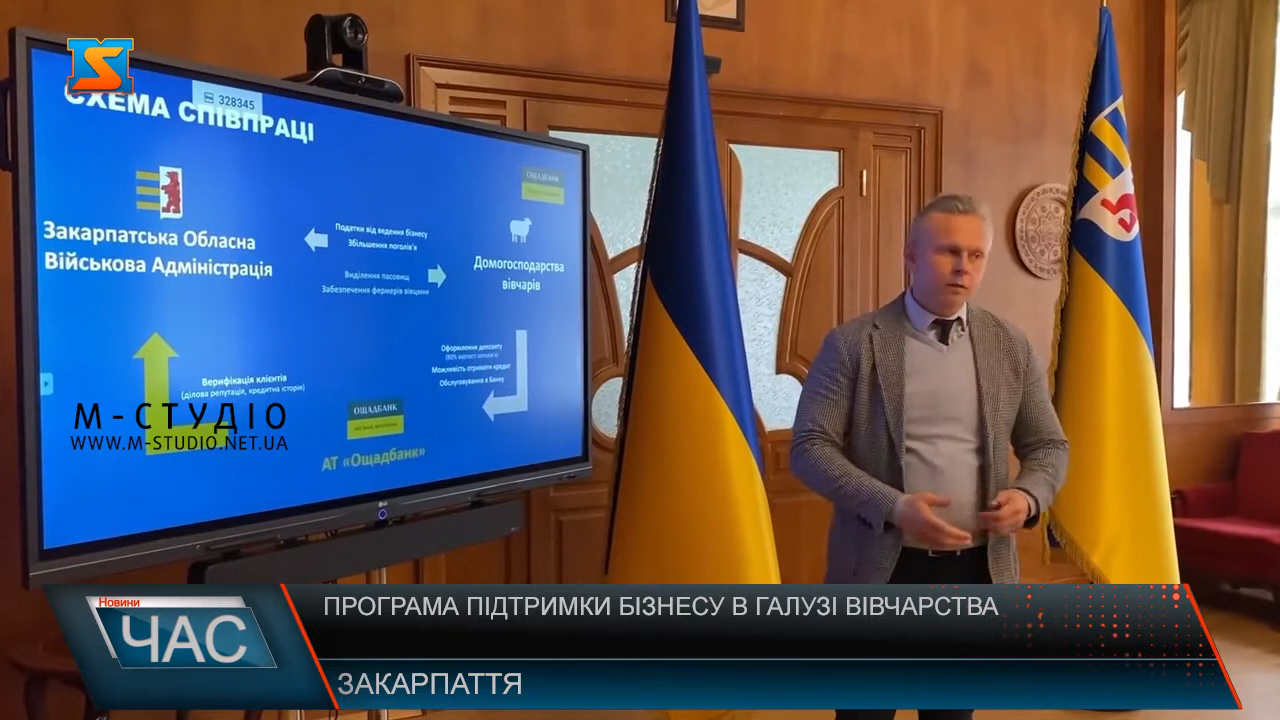 328345
СХЕМА СПІВПРАЦІ
ОЩАДБАНК
Закарпатська Обласна
Військова Адміністрація
Податки від ведення бізнесу
Збільшення поголів'я
Виділення пасовищ
Забезпечення фермерів вівцями
Домогосподарства
вівчарів
Оформлення депозиту
Можливість отримати кредит
Обслуговування в Банку
Верифікація клієнтів
(ділова репутація, кредитна історія)
М-СТУДІО
WWW.M-STUDIO.NET.UA
ОЩАДБАНК
АТ «Ощадбанк»
LG
Новини
ЧАС
ПРОГРАМА ПІДТРИМКИ БІЗНЕСУ В ГАЛУЗІ ВІВЧАРСТВА
ЗАКАРПАТТЯ